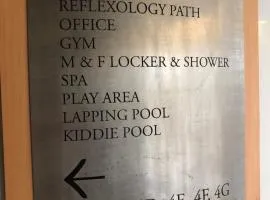 REFLEXOLOGY PATH
OFFICE
GYM
M & F LOCKER & SHOWER
SPA
PLAY AREA
LAPPING POOL
KIDDIE POOL
4E, 4F, 4G